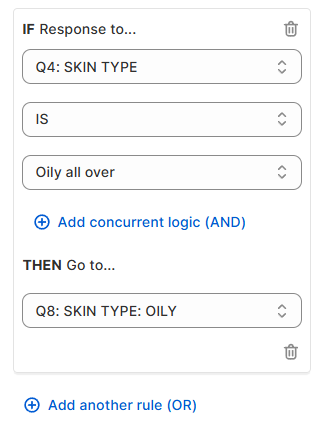 IF Response to...
Q4: SKIN TYPE
IS
Oily all over
Add concurrent logic (AND)
THEN Go to...
Q8: SKIN TYPE: OILY
Add another rule (OR)